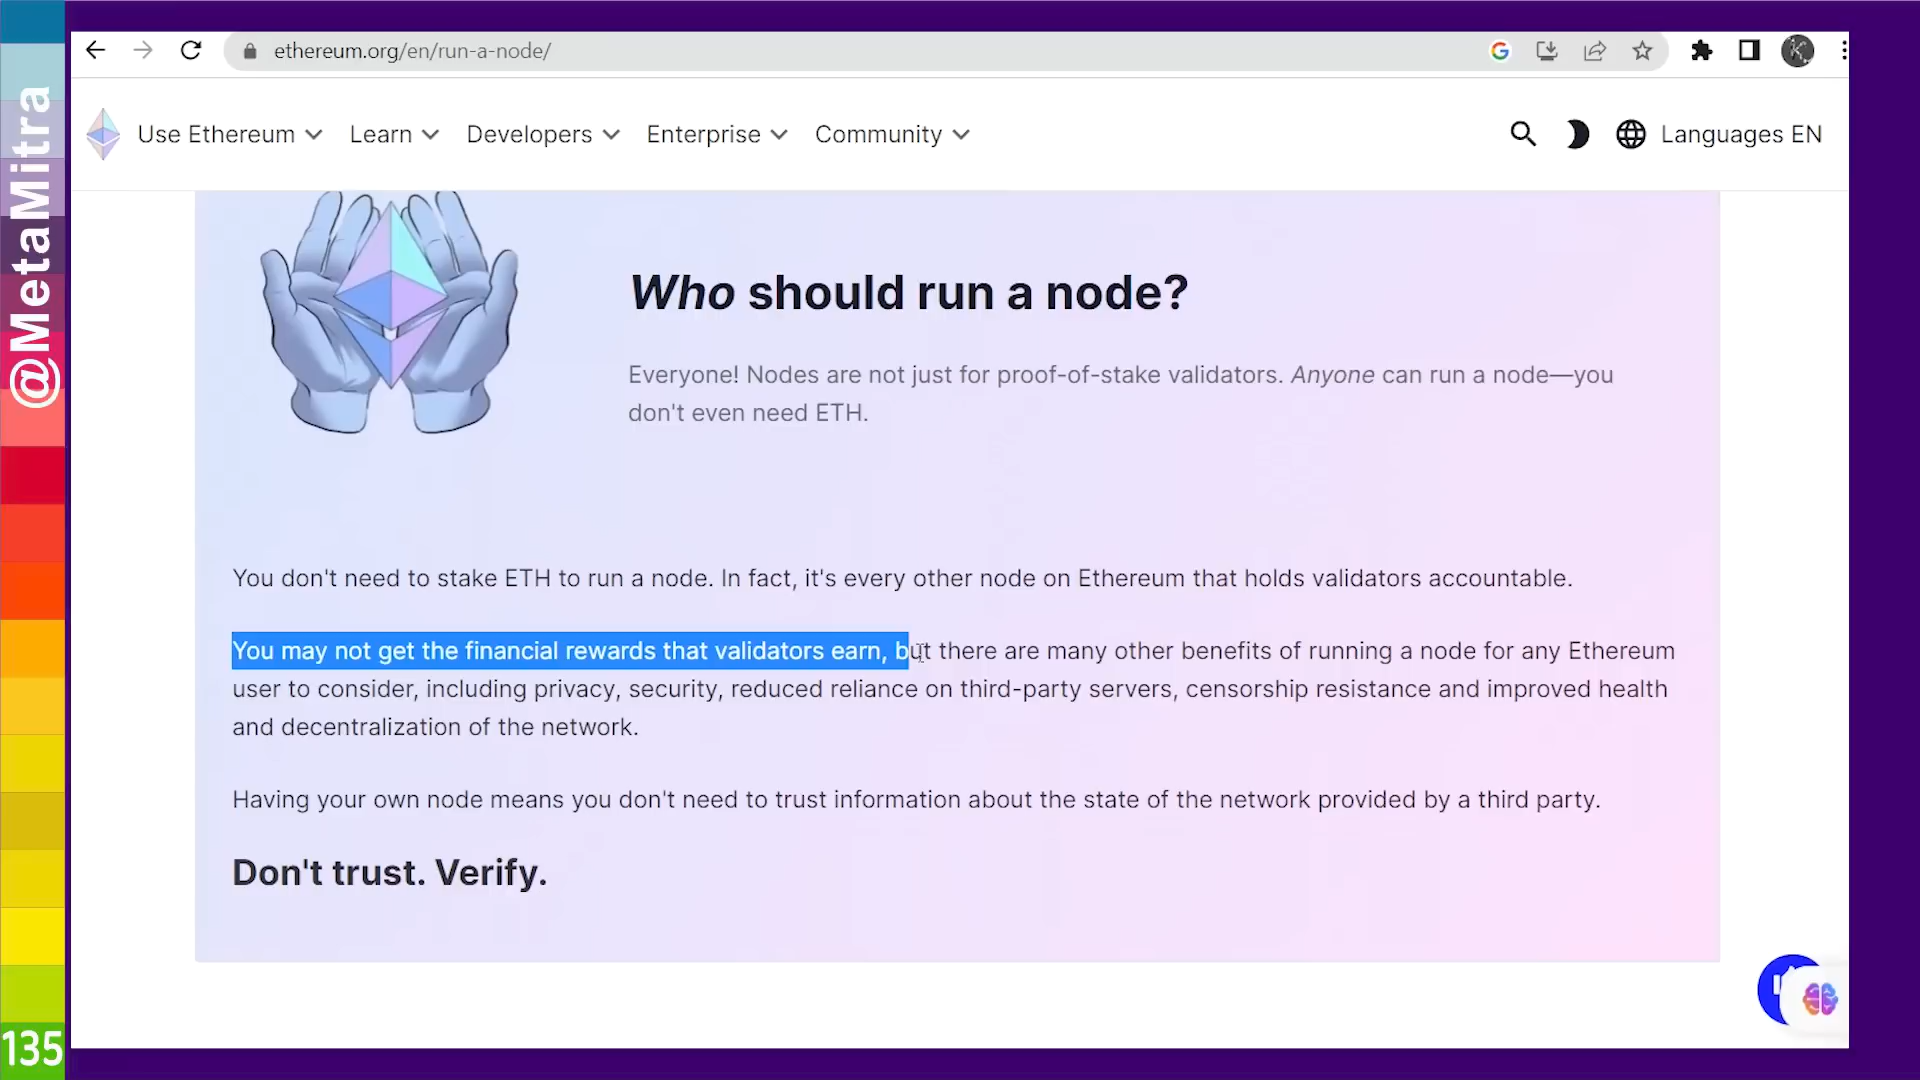 @MetaMitra
135
ethereum.org/en/run-a-node/
Use Ethereum Learn Developers Enterprise Community Languages EN
Who should run a node?
Everyone! Nodes are not just for proof-of-stake validators. Anyone can run a node—you
don't even need ETH.
You don't need to stake ETH to run a node. In fact, it's every other node on Ethereum that holds validators accountable.
You may not get the financial rewards that validators earn, but there are many other benefits of running a node for any Ethereum
user to consider, including privacy, security, reduced reliance on third-party servers, censorship resistance and improved health
and decentralization of the network.
Having your own node means you don't need to trust information about the state of the network provided by a third party.
Don't trust. Verify.